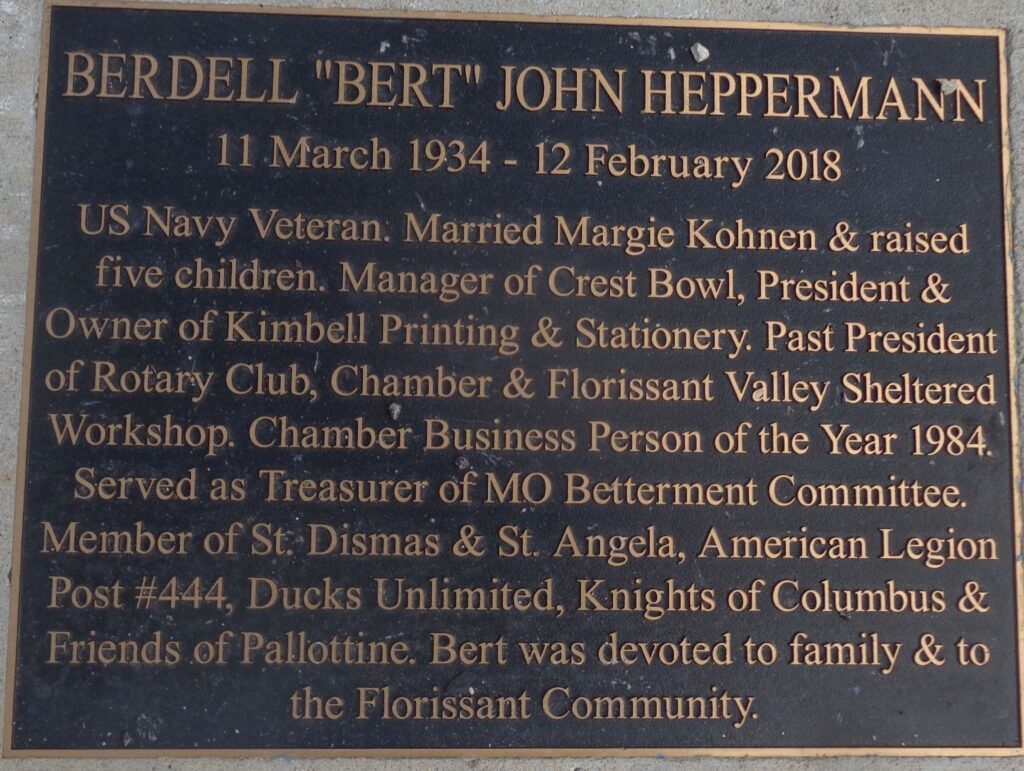 BERDELL "BERT" JOHN HEPPERMANN
11 March 1934 - 12 February 2018
US Navy Veteran. Married Margie Kohnen & raised
five children. Manager of Crest Bowl, President &
Owner of Kimbell Printing & Stationery. Past President
of Rotary Club, Chamber & Florissant Valley Sheltered
Workshop. Chamber Business Person of the Year 1984.
Served as Treasurer of MO Betterment Committee.
Member of St. Dismas & St. Angela, American Legion
Post #444, Ducks Unlimited, Knights of Columbus &
Friends of Pallottine. Bert was devoted to family & to
the Florissant Community.